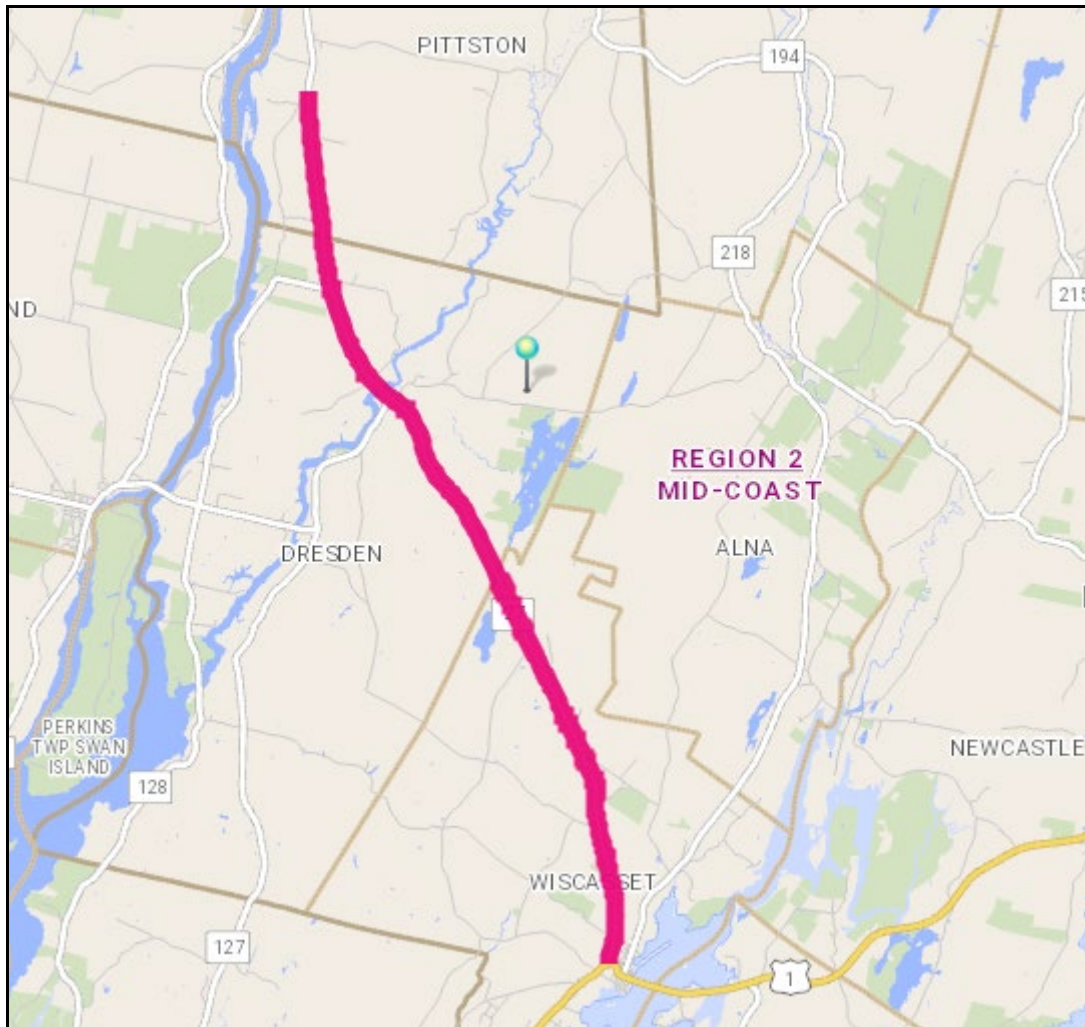 PITTSTON
194
218
215
ND
REGION 2
MID-COAST
ALNA
DRESDEN
PERKINS
TWP SWAN
ISLAND
128
NEWCASTLE
WISCASSET
127
1